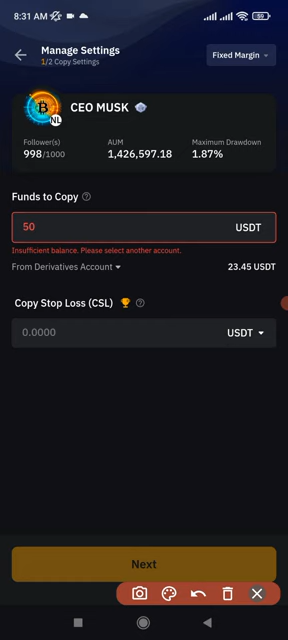 8:31 AM
59
Manage Settings
1/2 Copy Settings
Fixed Margin
NL
CEO MUSK
Follower(s)
AUM
Maximum Drawdown
998/1000
1,426,597.18
1.87%
Funds to Copy
50
USDT
Insufficient balance. Please select another account.
From Derivatives Account
23.45 USDT
Copy Stop Loss (CSL)
0.0000
USDT
Next